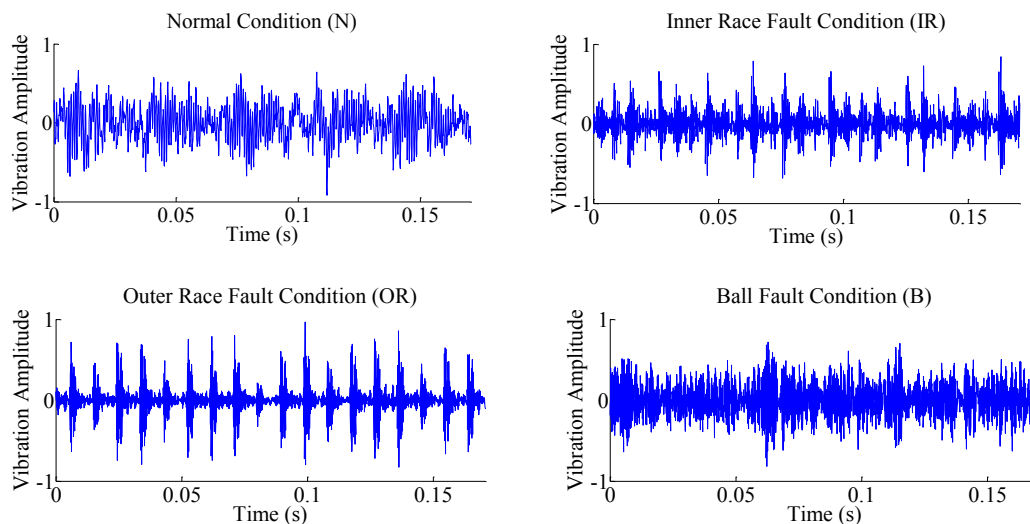 Normal Condition (N)
Vibration Amplitude
1
0
-1
0
0.05
0.1
0.15
Time (s)
Inner Race Fault Condition (IR)
Vibration Amplitude
1
0
-1
0
0.05
0.1
0.15
Time (s)
Outer Race Fault Condition (OR)
Vibration Amplitude
1
0
-1
0
0.05
0.1
0.15
Time (s)
Ball Fault Condition (B)
Vibration Amplitude
1
0
-1
0
0.05
0.1
0.15
Time (s)